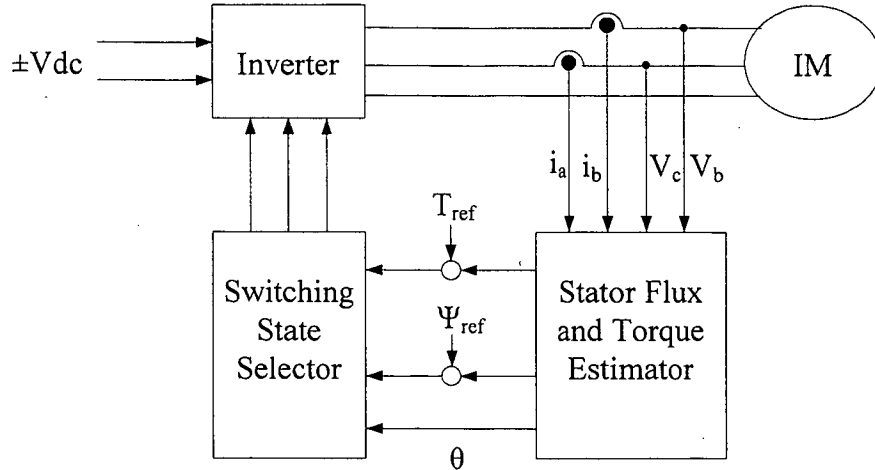 ±Vdc
Inverter
IM
i_a i_b V_c V_b
T_ref
Switching
State
Selector
Stator Flux
and Torque
Estimator
Ψ_ref
θ